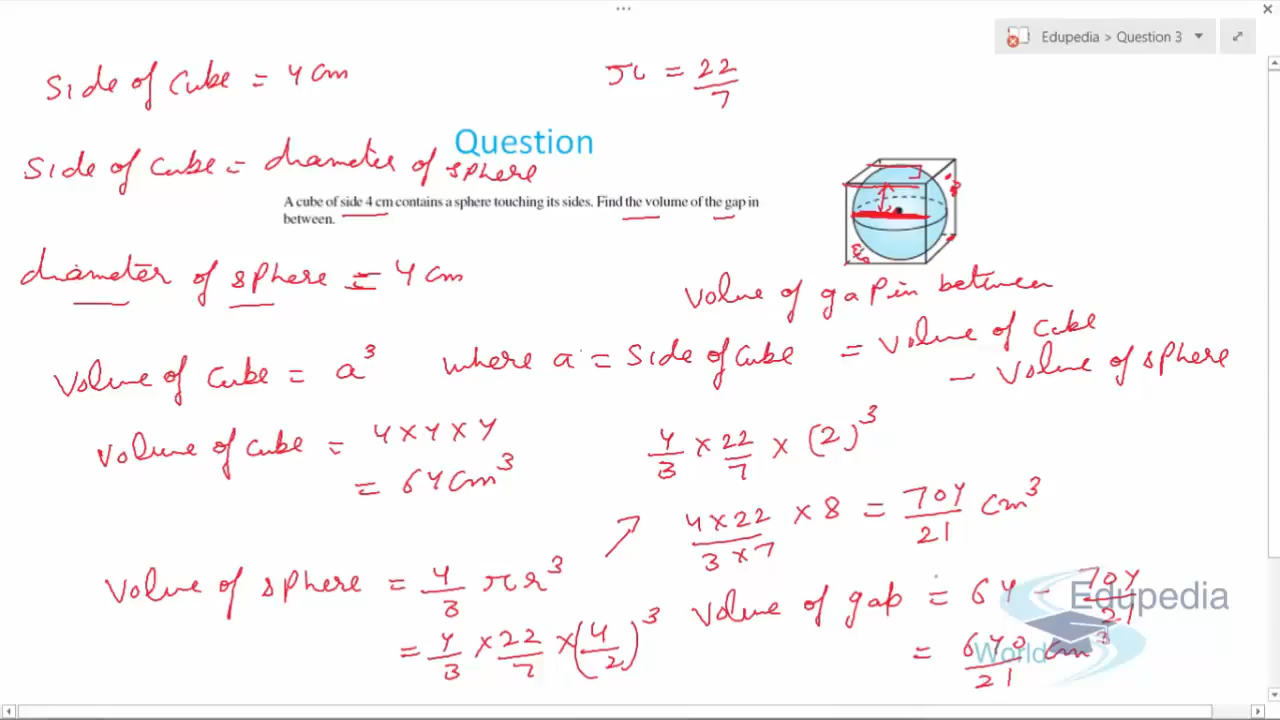 ...
Edupedia > Question 3
Side of Cube = 4 cm
π = 22/7
Question
Side of Cube = diameter of sphere
A cube of side 4 cm contains a sphere touching its sides. Find the volume of the gap in
between.
diameter of sphere = 4 cm
Volume of gap in between
= Volume of Cube
- Volume of sphere
Volume of Cube = a³ where a = Side of Cube
Volume of Cube = 4 × 4 × 4
= 64 cm³
4/3 × 22/7 × (2)³
4 × 22/3 × 7 × 8 = 704/21 cm³
Volume of sphere = 4/3 πr³
= 4/3 × 22/7 × (4/2)³
Volume of gap = 64 - 704/21
= 640/21 cm³
Edupedia
World